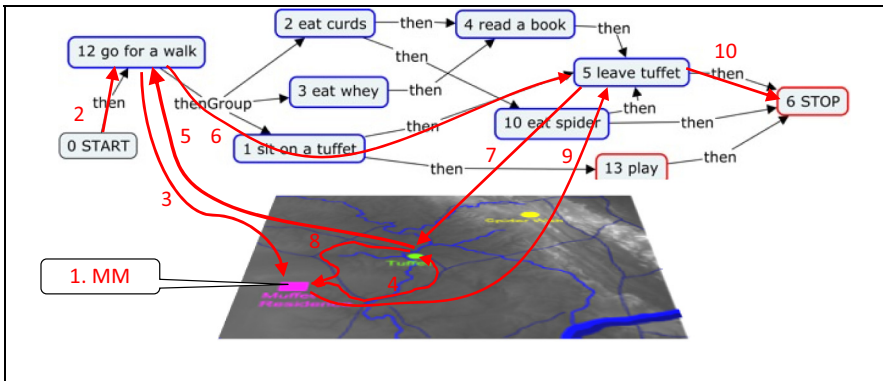 2 eat curds
then
4 read a book
then
10
12 go for a walk
5 leave tuffet
then
2
then
thenGroup
3 eat whey
then
6 STOP
then
10 eat spider
then
then
0 START
5
6
1 sit on a tuffet
7
9
then
13 play
then
3
8
Tuffet
4
1. MM